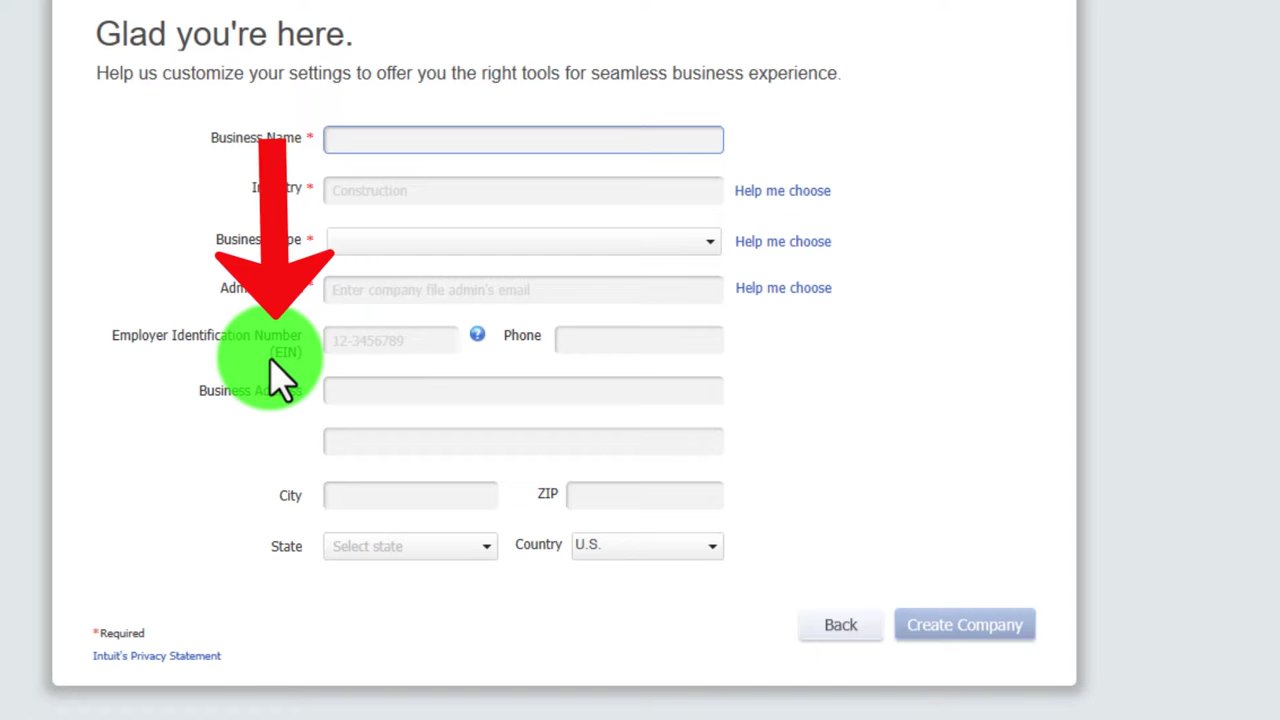 Glad you're here.
Help us customize your settings to offer you the right tools for seamless business experience.
Business Name *
Construction Help me choose
Business *
Help me choose
* Enter company file admin's email Help me choose
Employer Identification Number
(EIN) 12-3456789 ? Phone
Business
City ZIP
State Select state Country U.S.
*Required
Intuit's Privacy Statement
Back Create Company